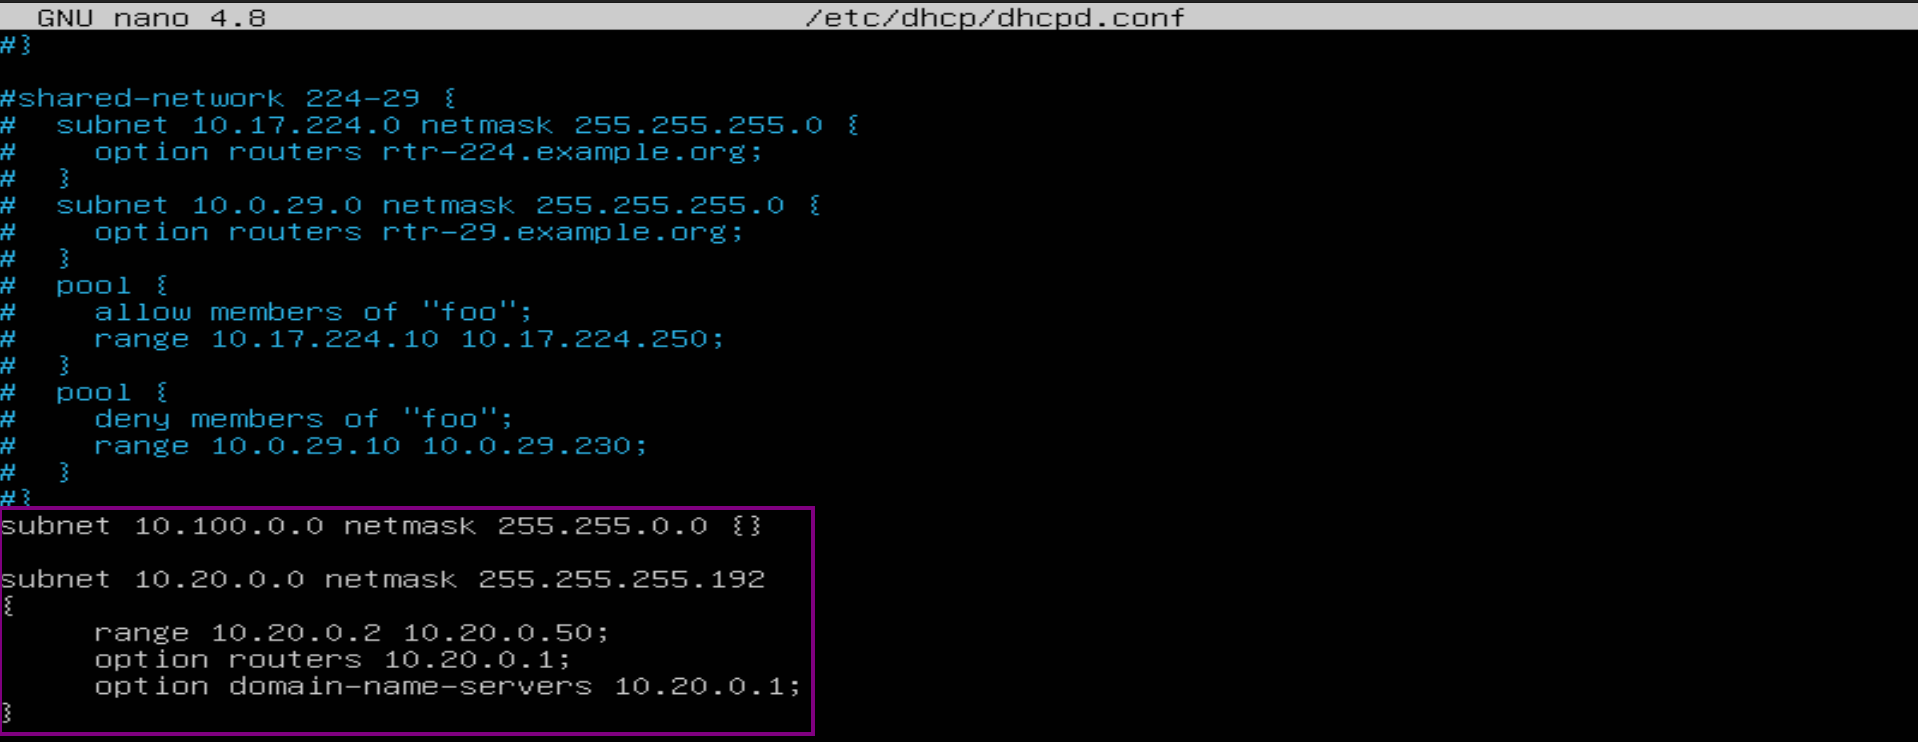 GNU nano 4.8 /etc/dhcp/dhcpd.conf
#}
#shared-network 224-29 {
#  subnet 10.17.224.0 netmask 255.255.255.0 {
#    option routers rtr-224.example.org;
#  }
#  subnet 10.0.29.0 netmask 255.255.255.0 {
#    option routers rtr-29.example.org;
#  }
#  pool {
#    allow members of "foo";
#    range 10.17.224.10 10.17.224.250;
#  }
#  pool {
#    deny members of "foo";
#    range 10.0.29.10 10.0.29.230;
#  }
#}
subnet 10.100.0.0 netmask 255.255.0.0 {}
subnet 10.20.0.0 netmask 255.255.255.192
{
     range 10.20.0.2 10.20.0.50;
     option routers 10.20.0.1;
     option domain-name-servers 10.20.0.1;
}